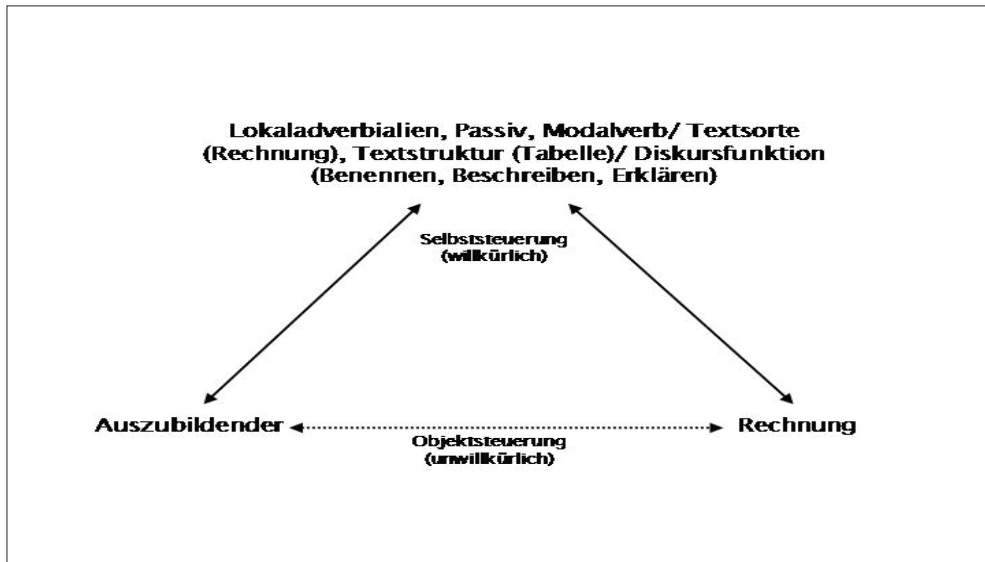 Lokaladverbialien, Passiv, Modalverb/ Textsorte
(Rechnung), Textstruktur (Tabelle)/ Diskursfunktion
(Benennen, Beschreiben, Erklären)
Selbststeuerung
(willkürlich)
Auszubildender
Rechnung
Objektsteuerung
(unwillkürlich)